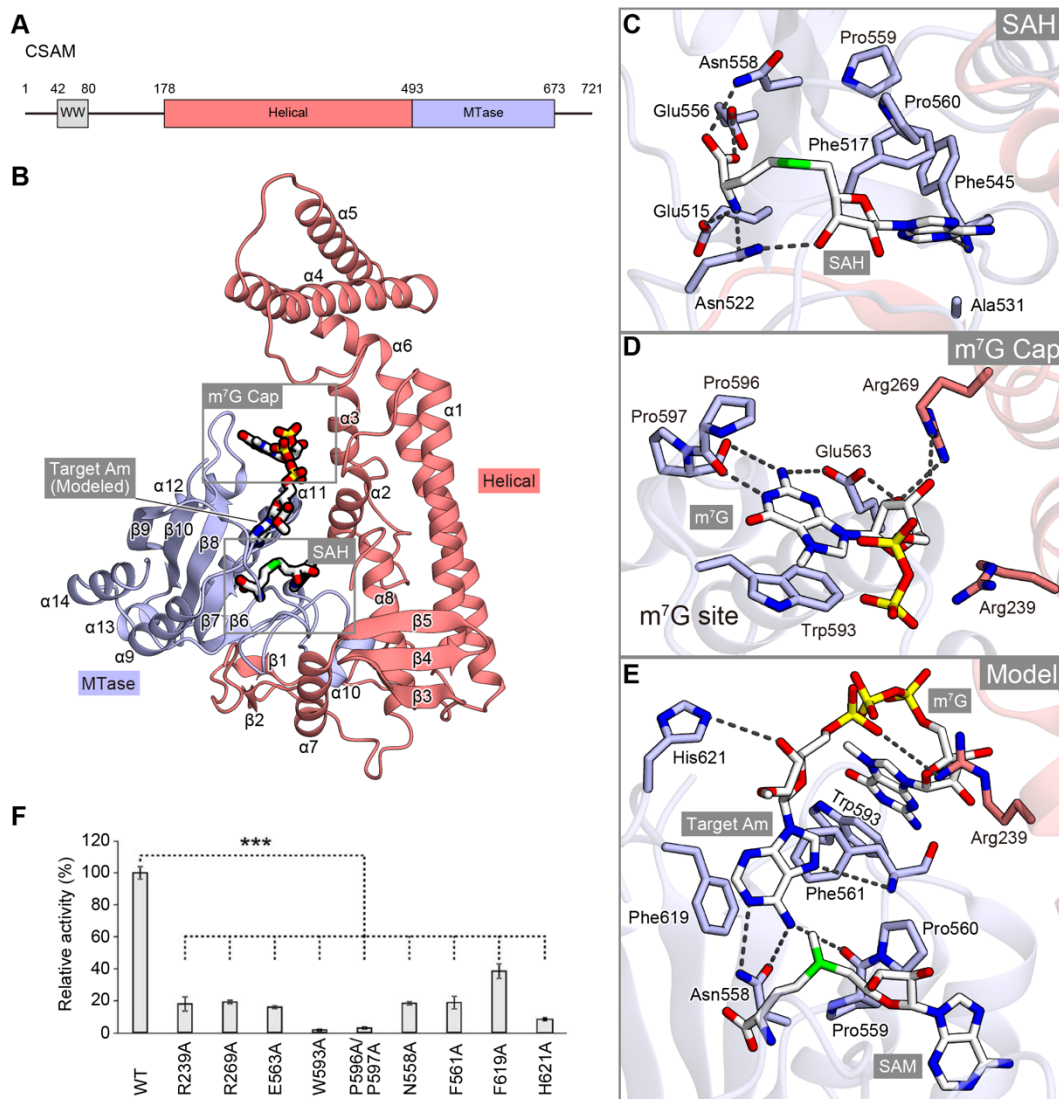 A
CSAM
1 42 80 178 493 673 721
WW Helical MTase
B
α5
α4
α6
m⁷G Cap
α3
α1
Target Am
(Modeled)
α11
α12
α2
Helical
β10
β9
β8
SAH
α14
α8
α13
β7
β6
β5
α9
β1
β4
MTase
α10
β2
β3
α7
C
SAH
Pro559
Asn558
Pro560
Glu556
Phe517
Phe545
Glu515
SAH
Asn522
Ala531
D
m⁷G Cap
Pro596
Arg269
Pro597
Glu563
m⁷G
Arg239
m⁷G site
Trp593
E
Model
m⁷G
His621
Trp593
Target Am
Arg239
Phe561
Phe619
Pro560
Asn558
Pro559
SAM
F
***
Relative activity (%)
120
100
80
60
40
20
0
WT
R239A
R269A
E563A
W593A
P596A/
P597A
N558A
F561A
F619A
H621A